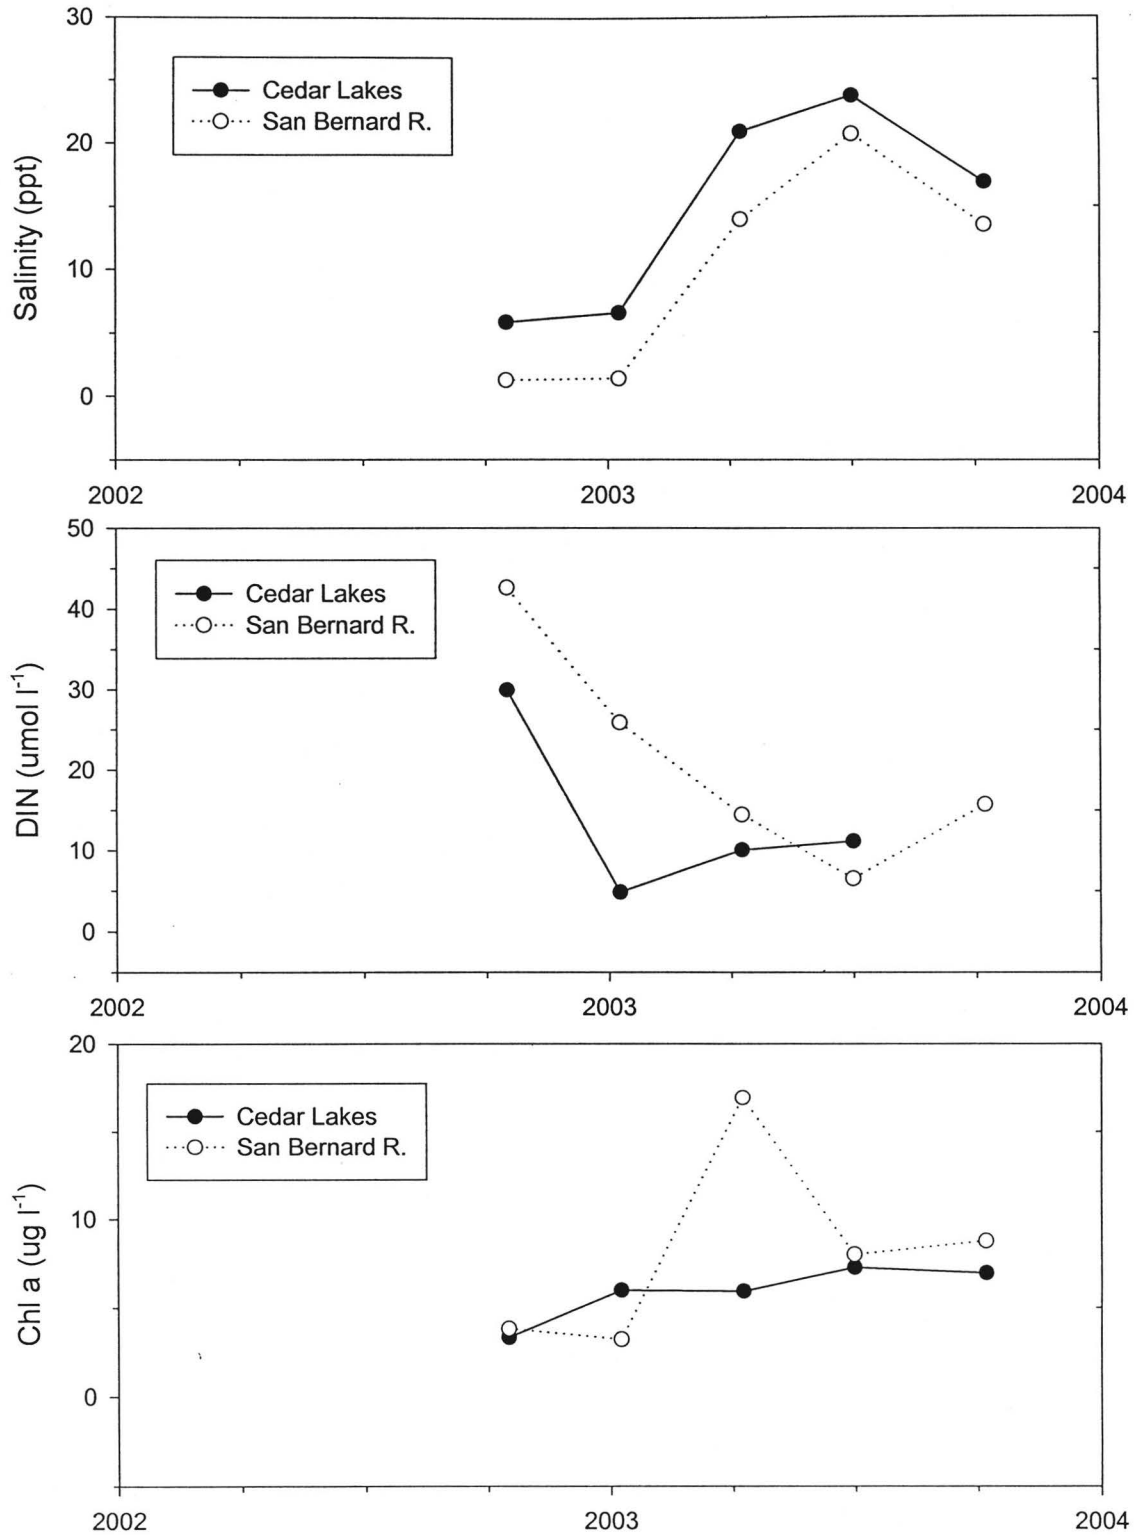 30
Cedar Lakes
San Bernard R.
20
10
0
Salinity (ppt)
2002 2003 2004
50
Cedar Lakes
San Bernard R.
40
30
20
10
0
DIN (umol l⁻¹)
2002 2003 2004
20
Cedar Lakes
San Bernard R.
10
0
Chl a (ug l⁻¹)
2002 2003 2004